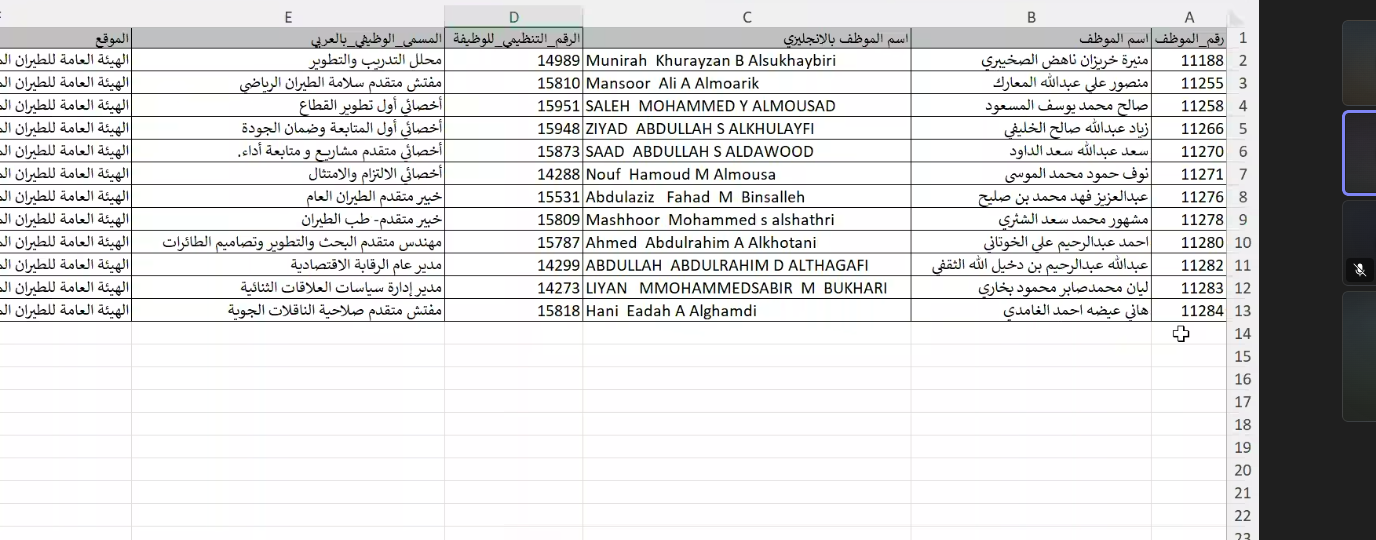 A B C D E
1 رقم_الموظف اسم الموظف اسم الموظف بالانجليزي الرقم_التنظيمي_للوظيفة المسمى_الوظيفي_بالعربي الموقع
2 11188 منيرة خريزان ناهض الصخيبري Munirah Khurayzan B Alsukhaybiri 14989 محلل التدريب والتطوير الهيئة العامة للطيران
3 11255 منصور علي عبدالله المعارك Mansoor Ali A Almoarik 15810 مفتش متقدم سلامة الطيران الرياضي الهيئة العامة للطيران
4 11258 صالح محمد يوسف المسعود SALEH MOHAMMED Y ALMOUSAD 15951 أخصائي أول تطوير القطاع الهيئة العامة للطيران
5 11266 زياد عبدالله صالح الخليفي ZIYAD ABDULLAH S ALKHULAYFI 15948 أخصائي أول المتابعة وضمان الجودة الهيئة العامة للطيران
6 11270 سعد عبدالله سعد الداود SAAD ABDULLAH S ALDAWOOD 15873 أخصائي متقدم مشاريع و متابعة أداء. الهيئة العامة للطيران
7 11271 نوف حمود محمد الموسى Nouf Hamoud M Almousa 14288 أخصائي الالتزام والامتثال الهيئة العامة للطيران
8 11276 عبدالعزيز فهد محمد بن صليح Abdulaziz Fahad M Binsalleh 15531 خبير متقدم الطيران العام الهيئة العامة للطيران
9 11278 مشهور محمد سعد الشثري Mashhoor Mohammed s alshathri 15809 خبير متقدم- طب الطيران الهيئة العامة للطيران
10 11280 احمد عبدالرحيم علي الخوتاني Ahmed Abdulrahim A Alkhotani 15787 مهندس متقدم البحث والتطوير وتصاميم الطائرات الهيئة العامة للطيران
11 11282 عبدالله عبدالرحيم بن دخيل الله الثقفي ABDULLAH ABDULRAHIM D ALTHAGAFI 14299 مدير عام الرقابة الاقتصادية الهيئة العامة للطيران
12 11283 ليان محمدصابر محمود بخاري LIYAN MMOHAMMEDSABIR M BUKHARI 14273 مدير إدارة سياسات العلاقات الثنائية الهيئة العامة للطيران
13 11284 هاني عيضه احمد الغامدي Hani Eadah A Alghamdi 15818 مفتش متقدم صلاحية الناقلات الجوية الهيئة العامة للطيران
14
15
16
17
18
19
20
21
22
23